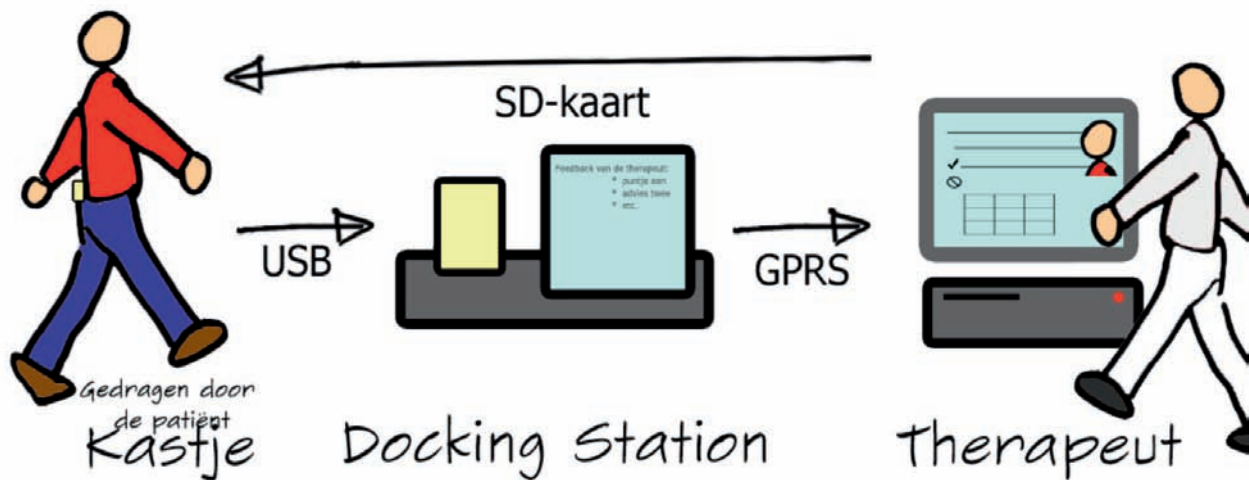 SD-kaart
Feedback van de therapeut:
* puntje een
* advies twee
* etc.
USB
GPRS
Gedragen door
de patiënt
Kastje
Docking Station
Therapeut